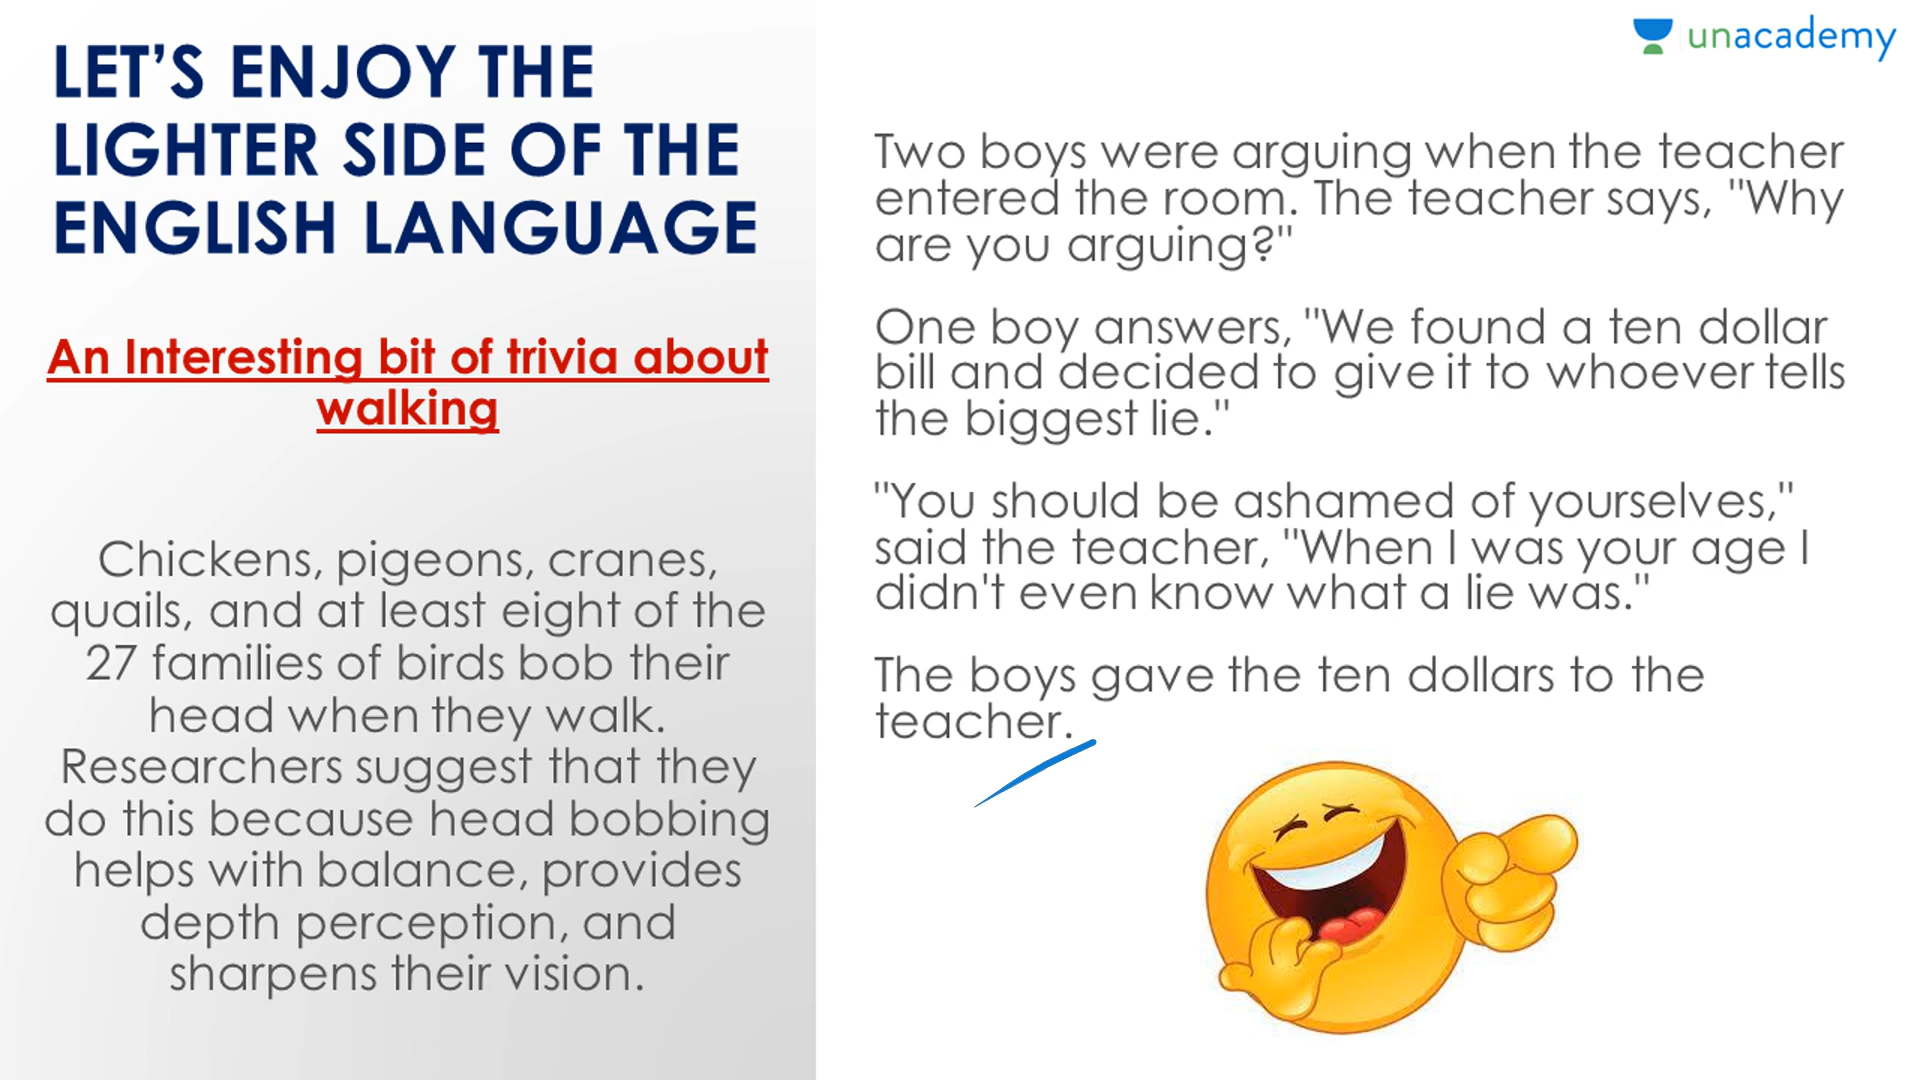 LET’S ENJOY THE
LIGHTER SIDE OF THE
ENGLISH LANGUAGE
An Interesting bit of trivia about
walking
Chickens, pigeons, cranes,
quails, and at least eight of the
27 families of birds bob their
head when they walk.
Researchers suggest that they
do this because head bobbing
helps with balance, provides
depth perception, and
sharpens their vision.
unacademy
Two boys were arguing when the teacher
entered the room. The teacher says, "Why
are you arguing?"
One boy answers, "We found a ten dollar
bill and decided to give it to whoever tells
the biggest lie."
"You should be ashamed of yourselves,"
said the teacher, "When I was your age I
didn't even know what a lie was."
The boys gave the ten dollars to the
teacher.